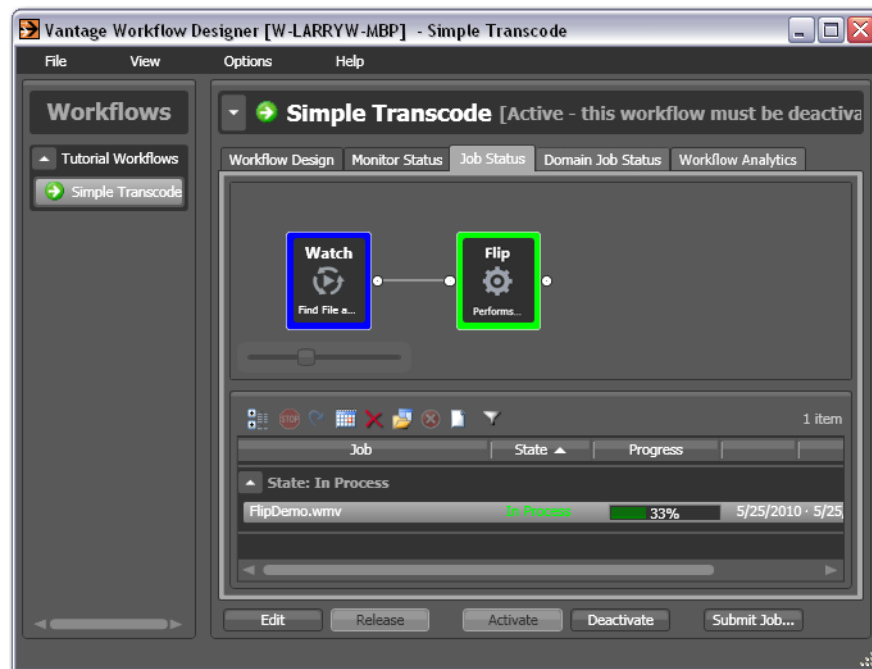 Vantage Workflow Designer [W-LARRYW-MBP] - Simple Transcode
File View Options Help
Workflows
Tutorial Workflows
Simple Transcode
Simple Transcode [Active - this workflow must be deactiva
Workflow Design Monitor Status Job Status Domain Job Status Workflow Analytics
Watch
Find File a...
Flip
Performs...
STOP
1 item
Job State Progress
State: In Process
FlipDemo.wmv In Process 33% 5/25/2010 · 5/25/
Edit Release Activate Deactivate Submit Job...